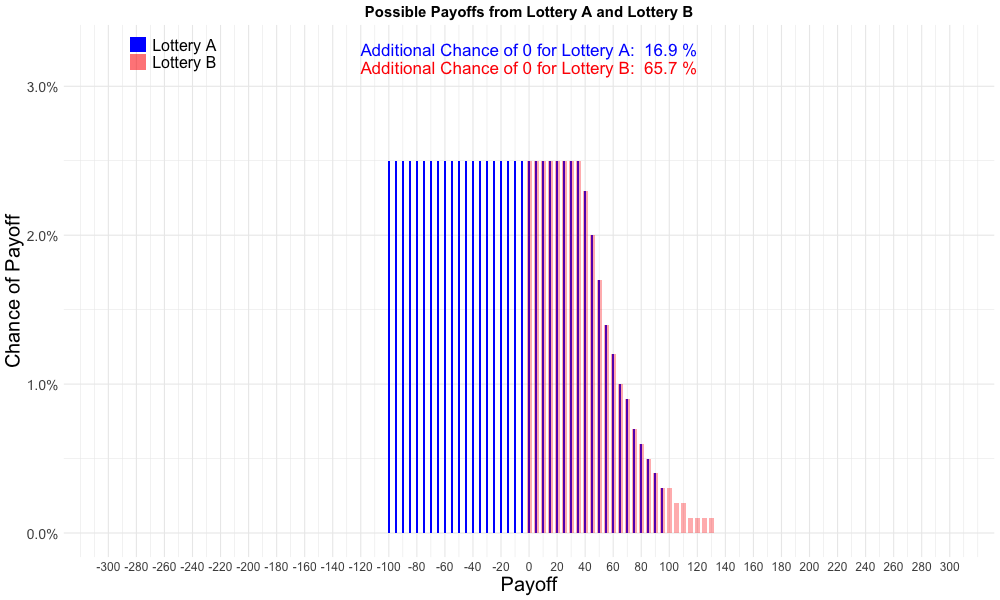 Possible Payoffs from Lottery A and Lottery B
Lottery A
Lottery B
Additional Chance of 0 for Lottery A: 16.9 %
Additional Chance of 0 for Lottery B: 65.7 %
Chance of Payoff
3.0%
2.0%
1.0%
0.0%
-300 -280 -260 -240 -220 -200 -180 -160 -140 -120 -100 -80 -60 -40 -20 0 20 40 60 80 100 120 140 160 180 200 220 240 260 280 300
Payoff